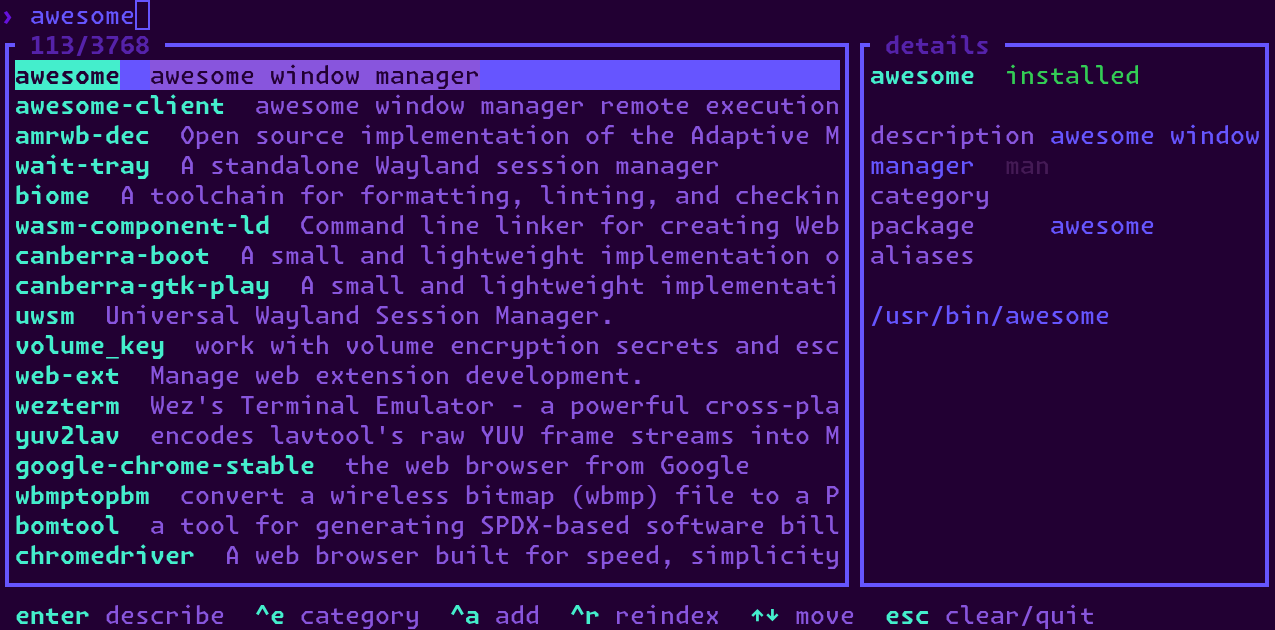 › awesome
113/3768
awesome  awesome window manager
awesome-client  awesome window manager remote execution
amrwb-dec  Open source implementation of the Adaptive M
wait-tray  A standalone Wayland session manager
biome  A toolchain for formatting, linting, and checkin
wasm-component-ld  Command line linker for creating Web
canberra-boot  A small and lightweight implementation o
canberra-gtk-play  A small and lightweight implementati
uwsm  Universal Wayland Session Manager.
volume_key  work with volume encryption secrets and esc
web-ext  Manage web extension development.
wezterm  Wez's Terminal Emulator - a powerful cross-pla
yuv2lav  encodes lavtool's raw YUV frame streams into M
google-chrome-stable  the web browser from Google
wbmptopbm  convert a wireless bitmap (wbmp) file to a P
bomtool  a tool for generating SPDX-based software bill
chromedriver  A web browser built for speed, simplicity
details
awesome  installed
description awesome window
manager  man
category
package     awesome
aliases
/usr/bin/awesome
enter describe  ^e category  ^a add  ^r reindex  ↑↓ move  esc clear/quit